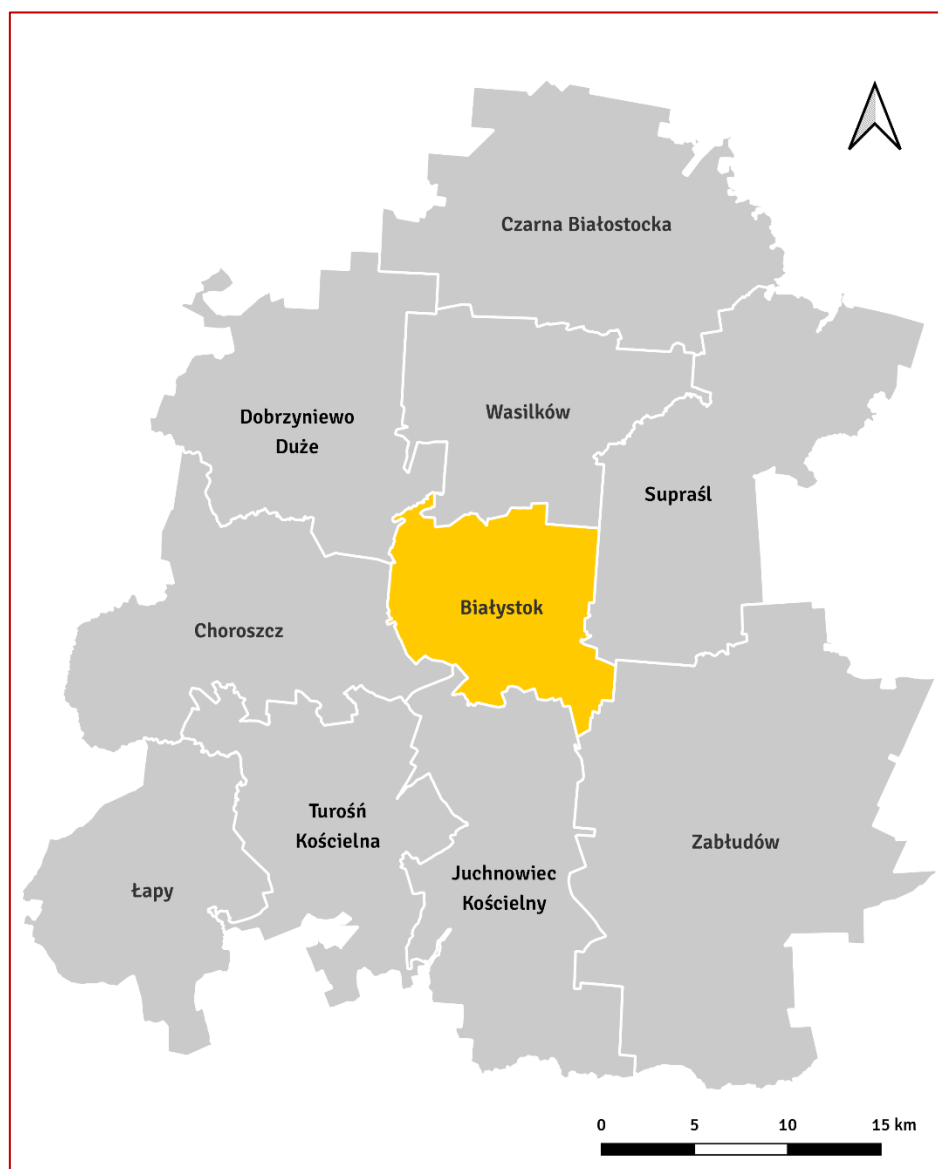 Czarna Białostocka
Dobrzyniewo
Duże
Wasilków
Supraśl
Białystok
Choroszcz
Turośń
Kościelna
Zabłudów
Juchnowiec
Kościelny
Łapy
0 5 10 15 km